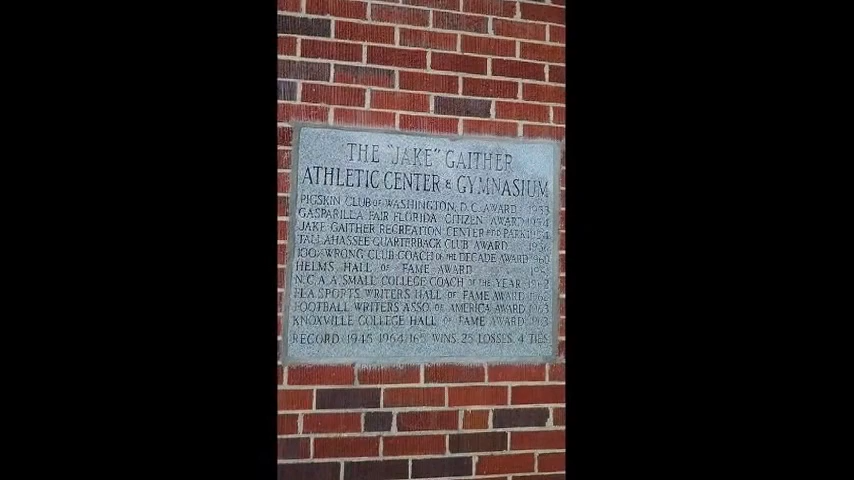 THE "JAKE" GAITHER
ATHLETIC CENTER & GYMNASIUM
PIGSKIN CLUB OF WASHINGTON, D.C. AWARD 1953
GASPARILLA FAIR FLORIDA CITIZEN AWARD 1954
JAKE GAITHER RECREATION CENTER AND PARK 1954
TALLAHASSEE QUARTERBACK CLUB AWARD 1956
100% WRONG CLUB COACH OF THE DECADE AWARD 1960
HELMS HALL OF FAME AWARD
N.C.A.A. SMALL COLLEGE COACH OF THE YEAR 1962
FLA SPORTS WRITERS HALL OF FAME AWARD 1962
FOOTBALL WRITERS ASSO. OF AMERICA AWARD 1963
KNOXVILLE COLLEGE HALL OF FAME AWARD 1963
RECORD 1945-1964, 165 WINS, 25 LOSSES, 4 TIES